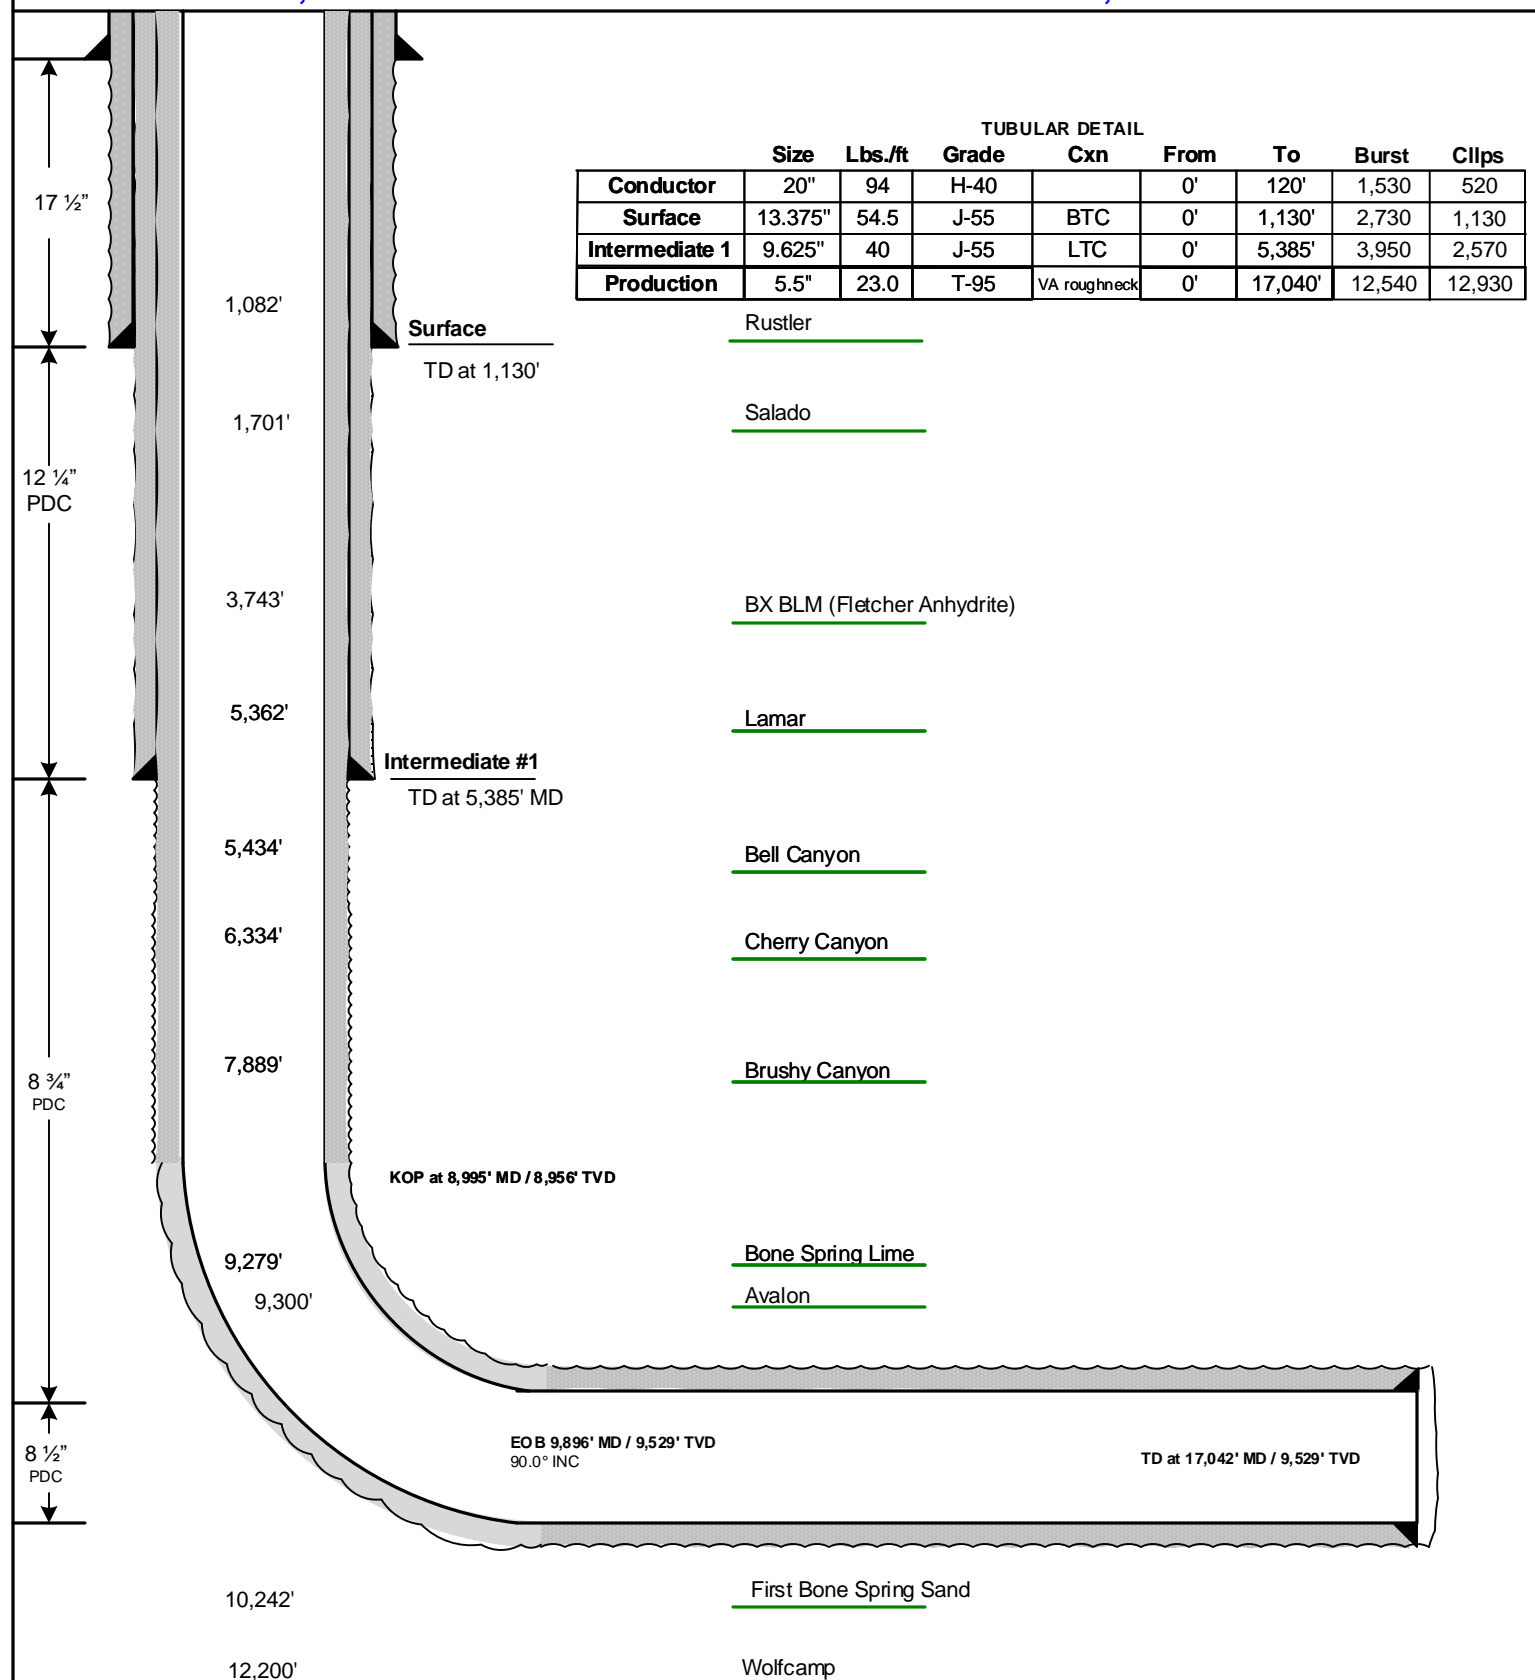 TUBULAR DETAIL
Size Lbs./ft Grade Cxn From To Burst Cllps
Conductor 20" 94 H-40 0' 120' 1,530 520
Surface 13.375" 54.5 J-55 BTC 0' 1,130' 2,730 1,130
Intermediate 1 9.625" 40 J-55 LTC 0' 5,385' 3,950 2,570
Production 5.5" 23.0 T-95 VA roughneck 0' 17,040' 12,540 12,930
17 ½”
1,082'
Surface
Rustler
TD at 1,130'
1,701'
Salado
12 ¼”
PDC
3,743'
BX BLM (Fletcher Anhydrite)
5,362'
Lamar
Intermediate #1
TD at 5,385' MD
5,434'
Bell Canyon
6,334'
Cherry Canyon
7,889'
Brushy Canyon
8 ¾”
PDC
KOP at 8,995' MD / 8,956' TVD
9,279'
Bone Spring Lime
9,300'
Avalon
8 ½”
PDC
EOB 9,896' MD / 9,529' TVD
90.0° INC
TD at 17,042' MD / 9,529' TVD
10,242'
First Bone Spring Sand
12,200'
Wolfcamp